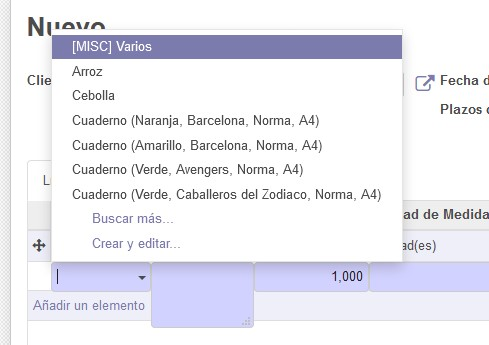 Nuevo
[MISC] Varios
Arroz
Clie
Fecha d
Cebolla
Plazos
Cuaderno (Naranja, Barcelona, Norma, A4)
Cuaderno (Amarillo, Barcelona, Norma, A4)
Cuaderno (Verde, Avengers, Norma, A4)
Cuaderno (Verde, Caballeros del Zodiaco, Norma, A4)
Buscar más...
ad de Medida
Crear y editar...
ad(es)
1,000
Añadir un elemento